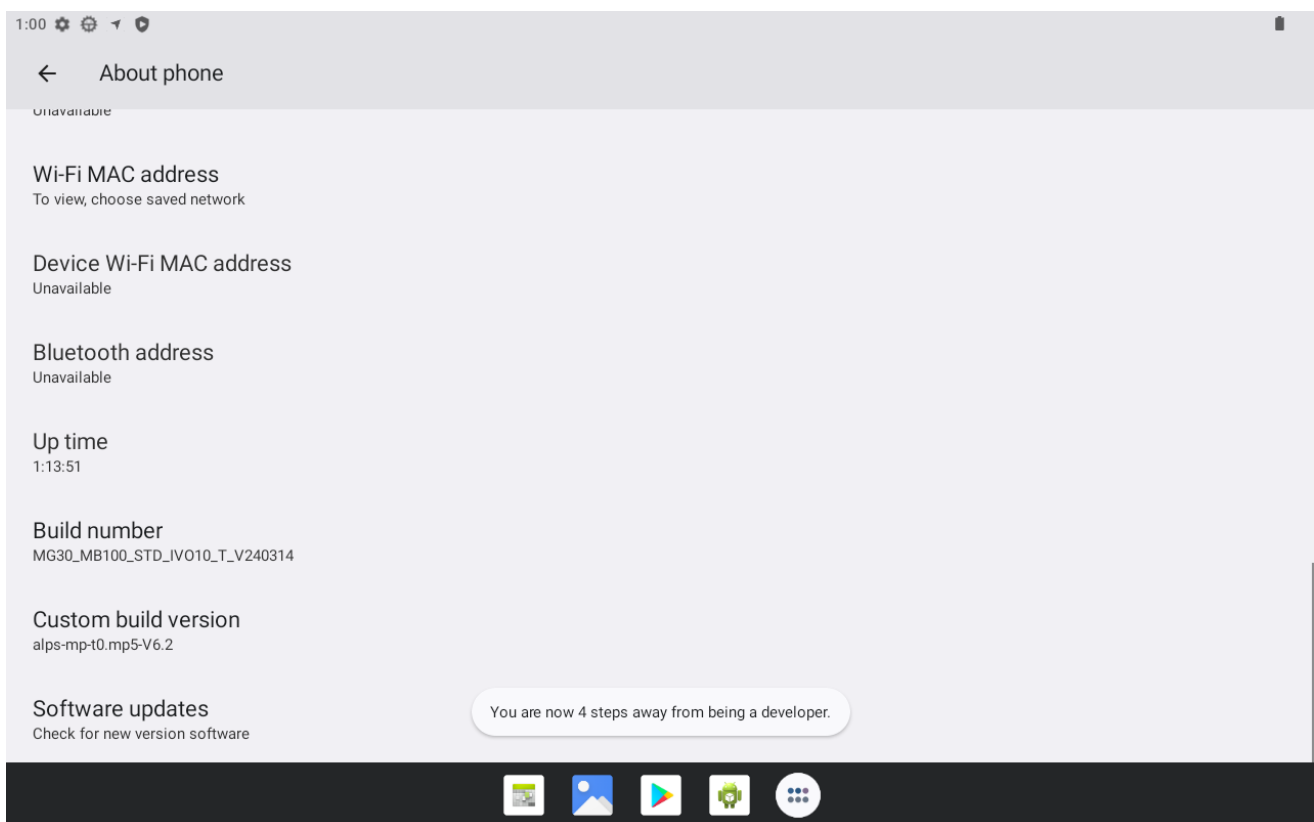 1:00
About phone
Unavailable
Wi-Fi MAC address
To view, choose saved network
Device Wi-Fi MAC address
Unavailable
Bluetooth address
Unavailable
Up time
1:13:51
Build number
MG30_MB100_STD_IVO10_T_V240314
Custom build version
alps-mp-t0.mp5-V6.2
Software updates
Check for new version software
You are now 4 steps away from being a developer.